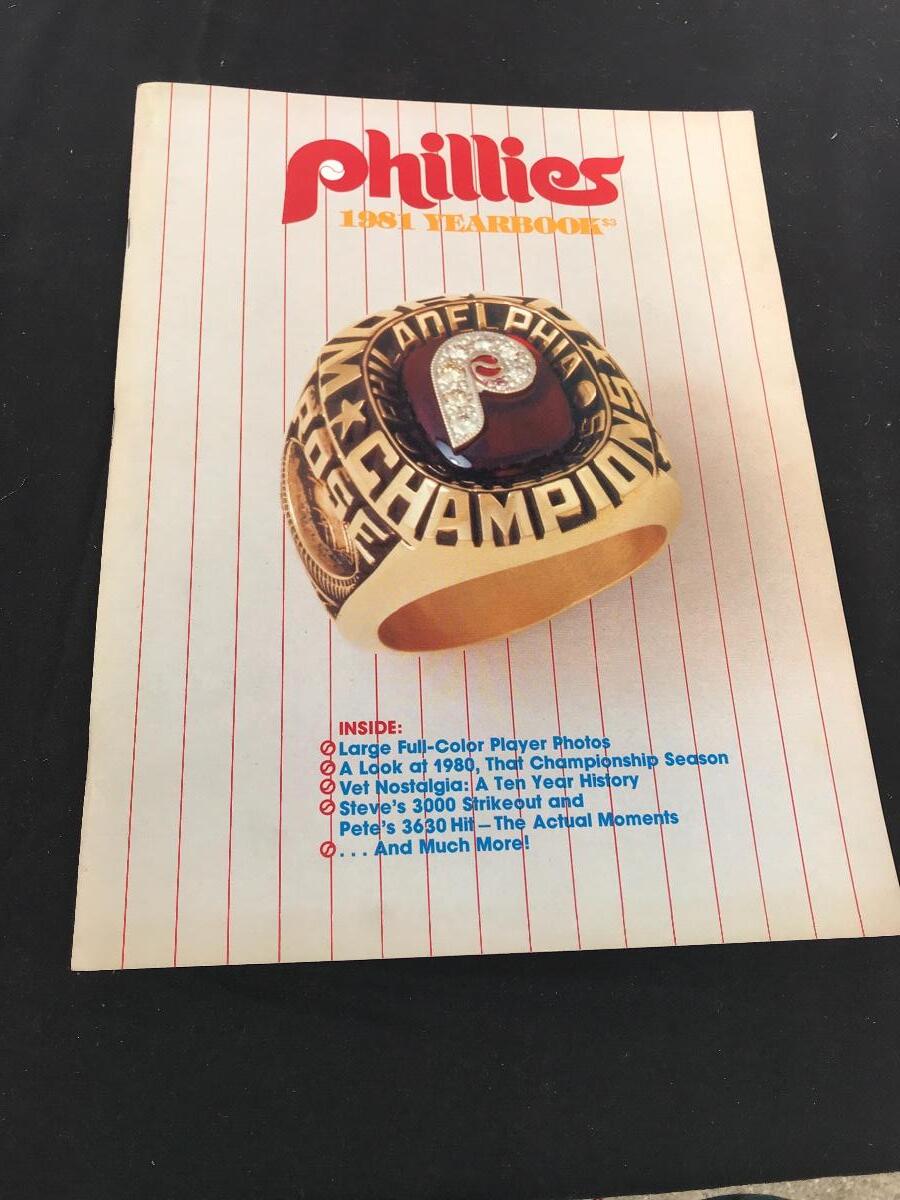 Phillies
1981 YEARBOOK $3
WORLD
PHILADELPHIA
P
CHAMPIONS
ROSE
INSIDE:
Large Full-Color Player Photos
A Look at 1980, That Championship Season
Vet Nostalgia: A Ten Year History
Steve's 3000 Strikeout and
Pete's 3630 Hit – The Actual Moments
. . . And Much More!